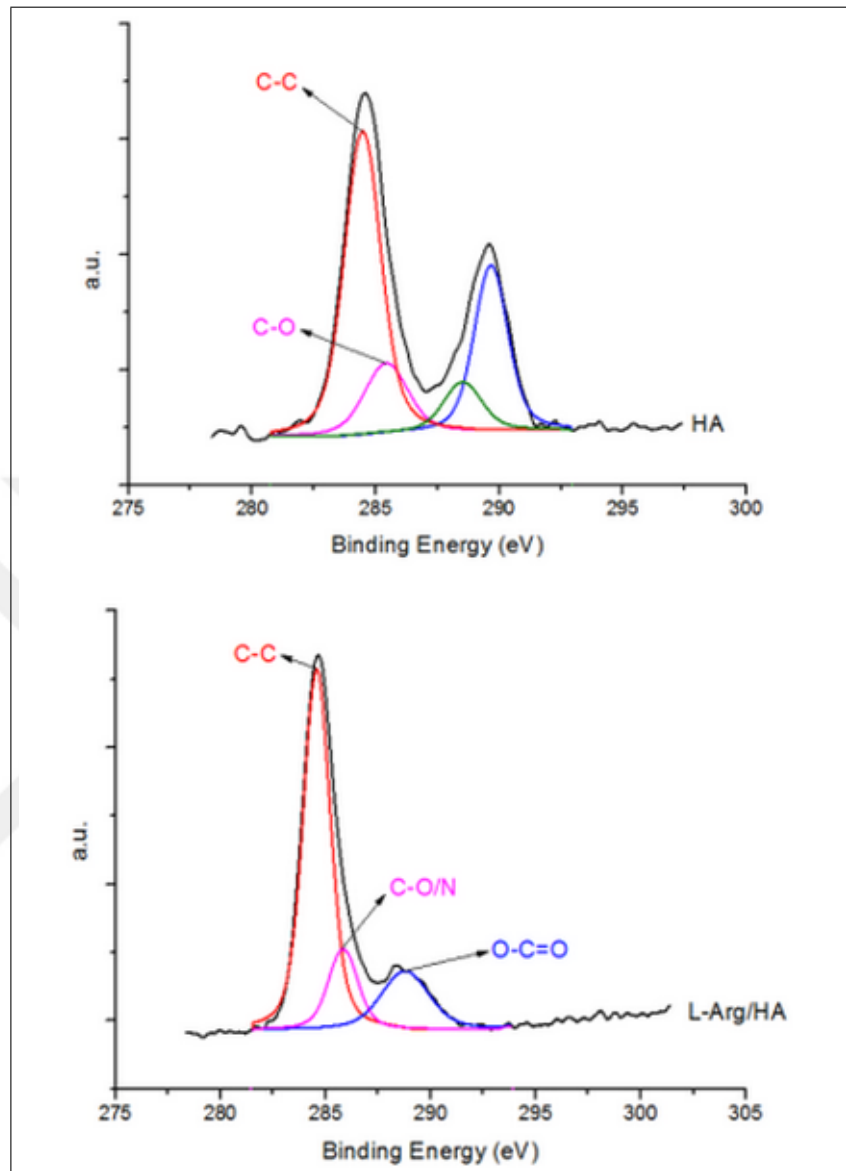 C-C
C-O
a.u.
HA
275 280 285 290 295 300
Binding Energy (eV)
C-C
C-O/N
O-C=O
a.u.
L-Arg/HA
275 280 285 290 295 300 305
Binding Energy (eV)